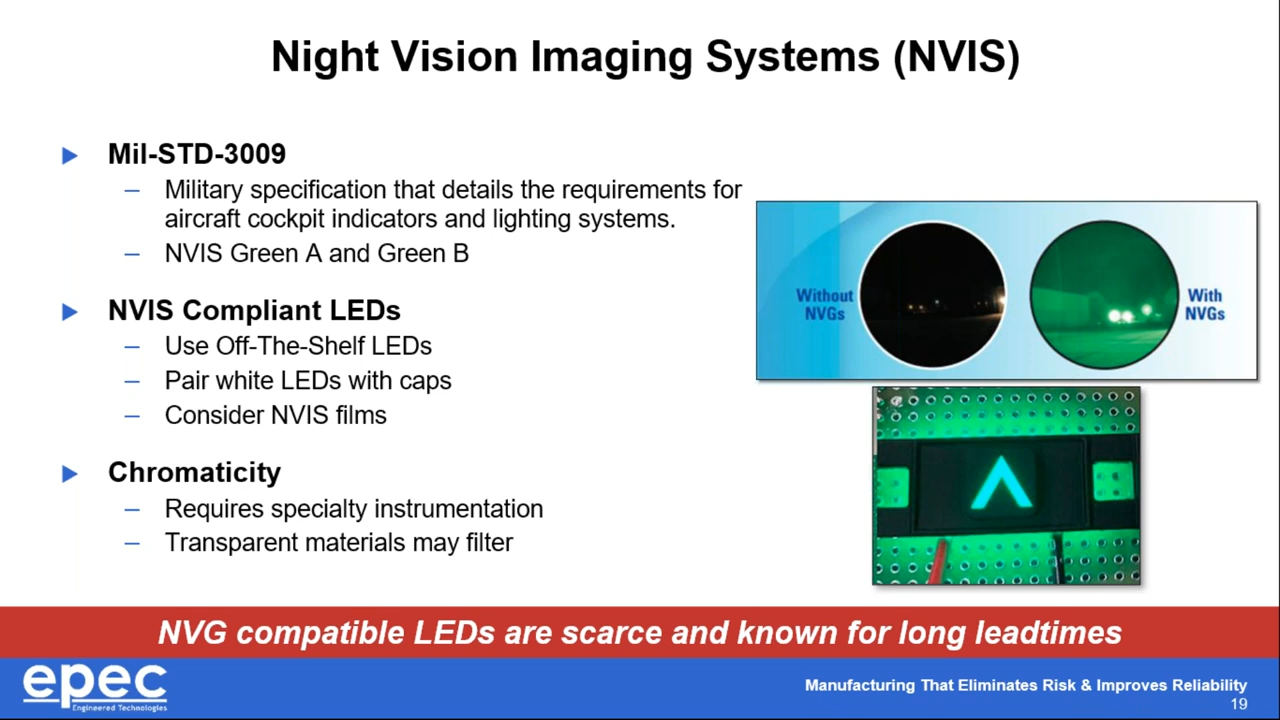 Night Vision Imaging Systems (NVIS)
Mil-STD-3009
– Military specification that details the requirements for
aircraft cockpit indicators and lighting systems.
– NVIS Green A and Green B
NVIS Compliant LEDs
– Use Off-The-Shelf LEDs
– Pair white LEDs with caps
– Consider NVIS films
Chromaticity
– Requires specialty instrumentation
– Transparent materials may filter
Without
NVGs
With
NVGs
NVG compatible LEDs are scarce and known for long leadtimes
epec
Engineered Technologies
Manufacturing That Eliminates Risk & Improves Reliability
19